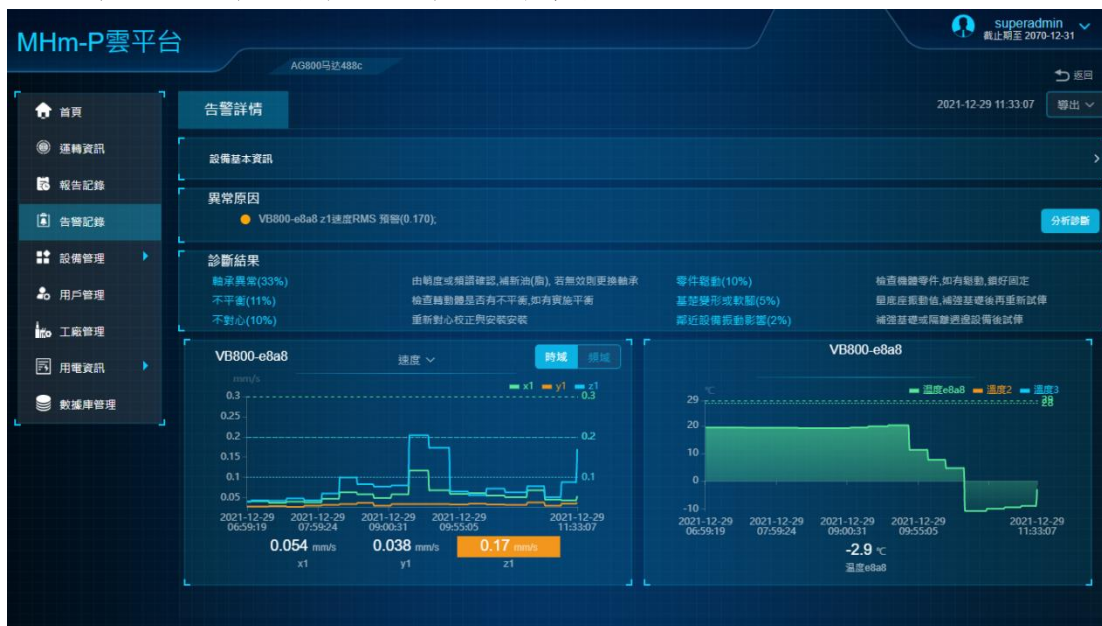 MHm-P雲平台
superadmin
截止期至 2070-12-31
AG800马达488c
返回
首頁
運轉資訊
報告記錄
告警記錄
設備管理
用戶管理
工廠管理
用電資訊
數據庫管理
告警詳情
2021-12-29 11:33:07 導出
設備基本資訊
異常原因
VB800-e8a8 z1速度RMS 預警(0.170);
分析診斷
診斷結果
軸承異常(33%) 由頻度或頻譜確認,補新油(脂), 若無效則更換軸承 零件鬆動(10%) 檢查機體零件,如有鬆動,鎖好固定
不平衡(11%) 檢查轉動體是否有不平衡,如有實施平衡 基礎變形或軟腳(5%) 量底座振動值,補強基礎後再重新試俥
不對心(10%) 重新對心校正與安裝安裝 鄰近設備振動影響(2%) 補強基礎或隔離週邊設備後試俥
VB800-e8a8 速度 時域 頻域
mm/s
x1 y1 z1
0.3 0.3
0.25
0.2 0.2
0.15
0.1 0.1
0.05
2021-12-29 2021-12-29 2021-12-29 2021-12-29 2021-12-29
06:59:19 07:59:24 09:00:31 09:55:05 11:33:07
0.054 mm/s 0.038 mm/s 0.17 mm/s
x1 y1 z1
VB800-e8a8
℃
温度e8a8 溫度2 溫度3
29
28
20
10
0
-10
2021-12-29 2021-12-29 2021-12-29 2021-12-29 2021-12-29
06:59:19 07:59:24 09:00:31 09:55:05 11:33:07
-2.9 ℃
温度e8a8